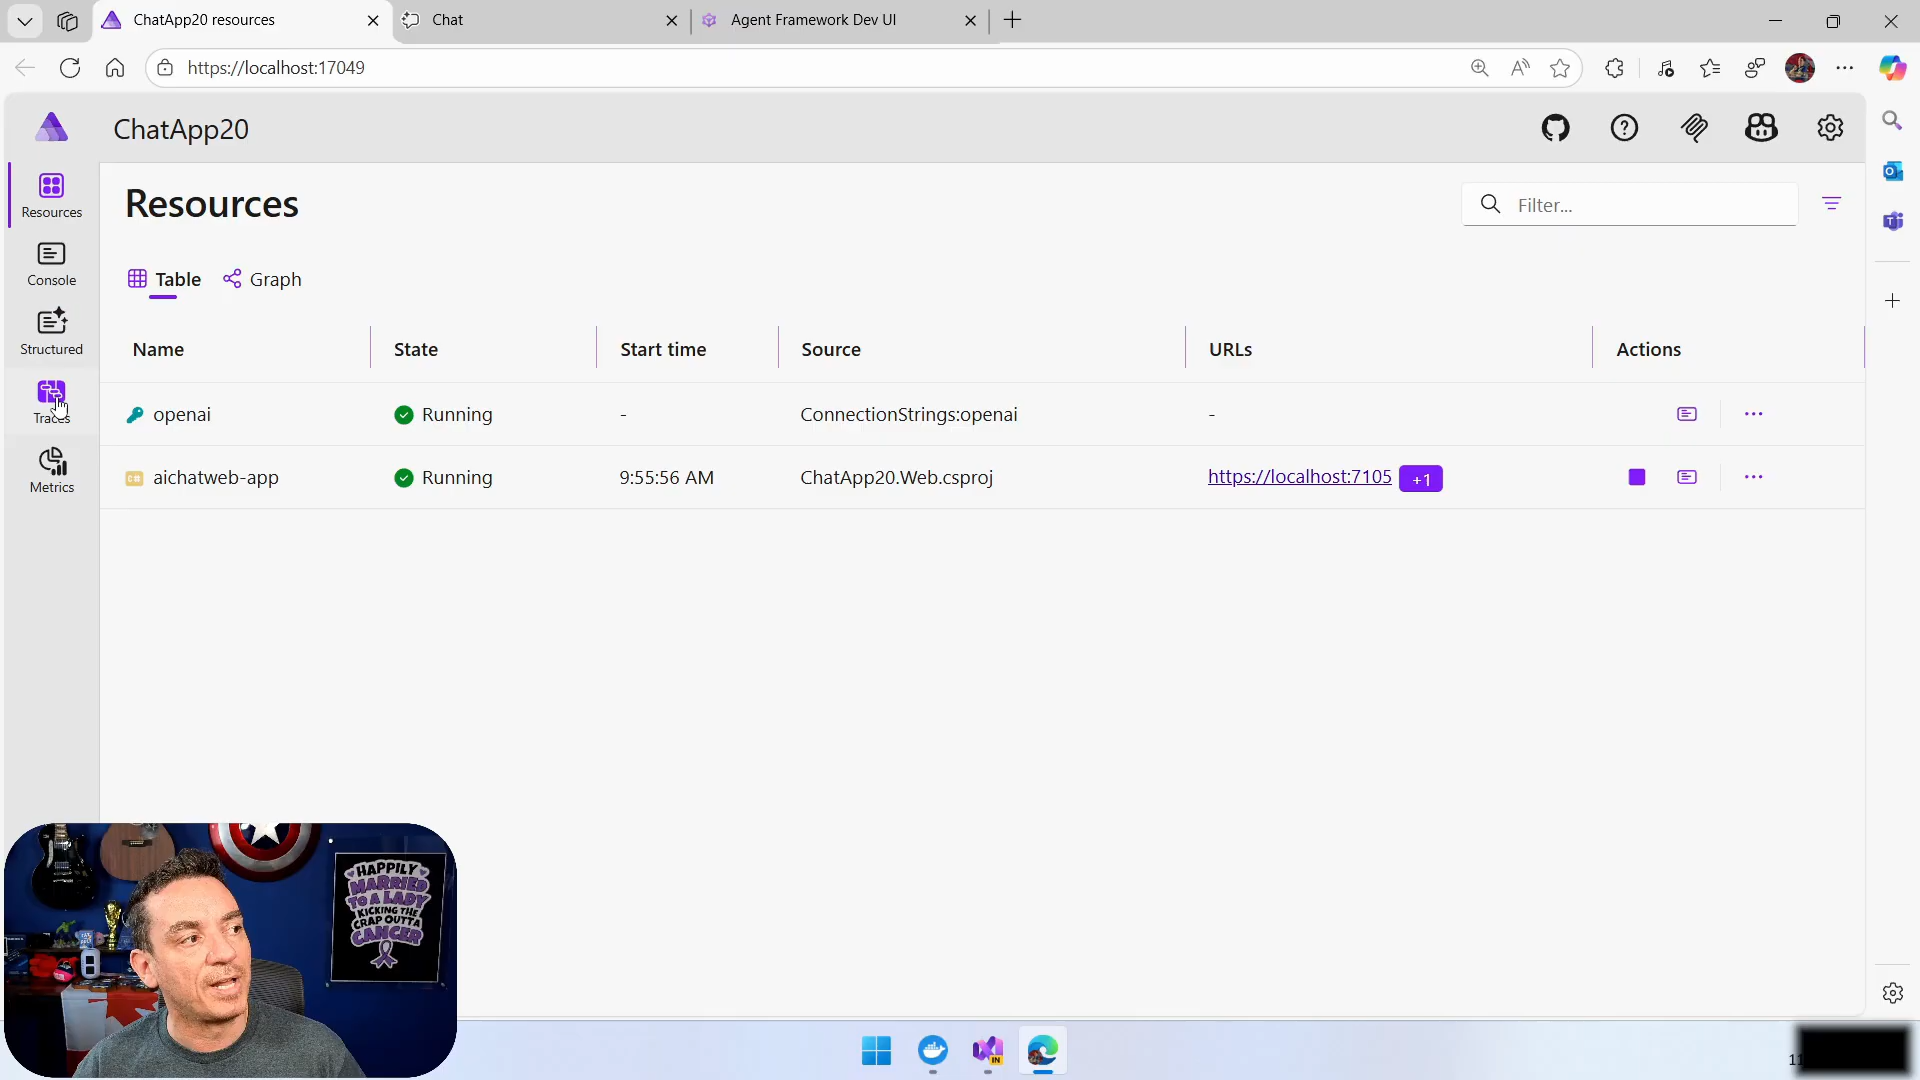 ChatApp20 resources
Chat
Agent Framework Dev UI
https://localhost:17049
ChatApp20
Resources
Console
Structured
Traces
Metrics
Resources
Filter...
Table
Graph
Name
State
Start time
Source
URLs
Actions
openai
Running
-
ConnectionStrings:openai
-
aichatweb-app
Running
9:55:56 AM
ChatApp20.Web.csproj
https://localhost:7105
+1
HAPPILY
MARRIED
TO A LADY
KICKING THE
CRAP OUTTA
CANCER
IN
11